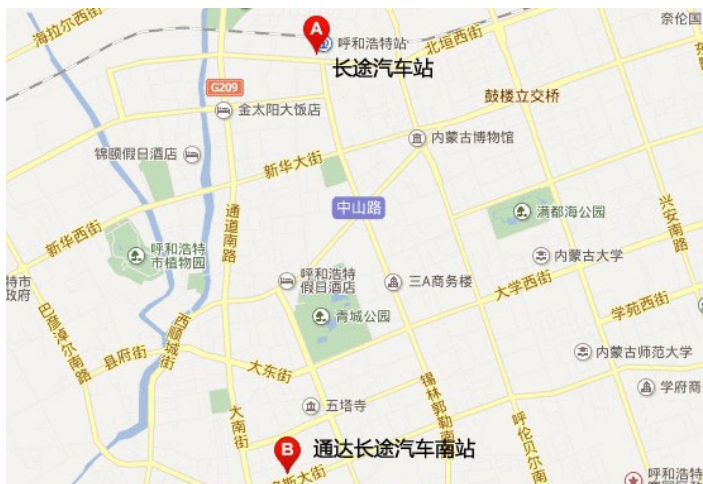 海拉尔西街
A
呼和浩特站
长途汽车站
北垣西街
奈伦国
G209
金太阳大饭店
鼓楼立交桥
内蒙古博物馆
锦颐假日酒店
新华大街
中山路
满都海公园
兴安南路
通道南路
新华西街
呼和浩特
市植物园
内蒙古大学
特市
政府
呼和浩特
假日酒店
三A商务楼
大学西街
巴彦淖尔南路
西顺城街
青城公园
学苑西街
县府街
大东街
内蒙古师范大学
大南街
五塔寺
锡林郭勒南
学府商
呼伦贝尔南
B
通达长途汽车南站
斯大街
呼和浩特